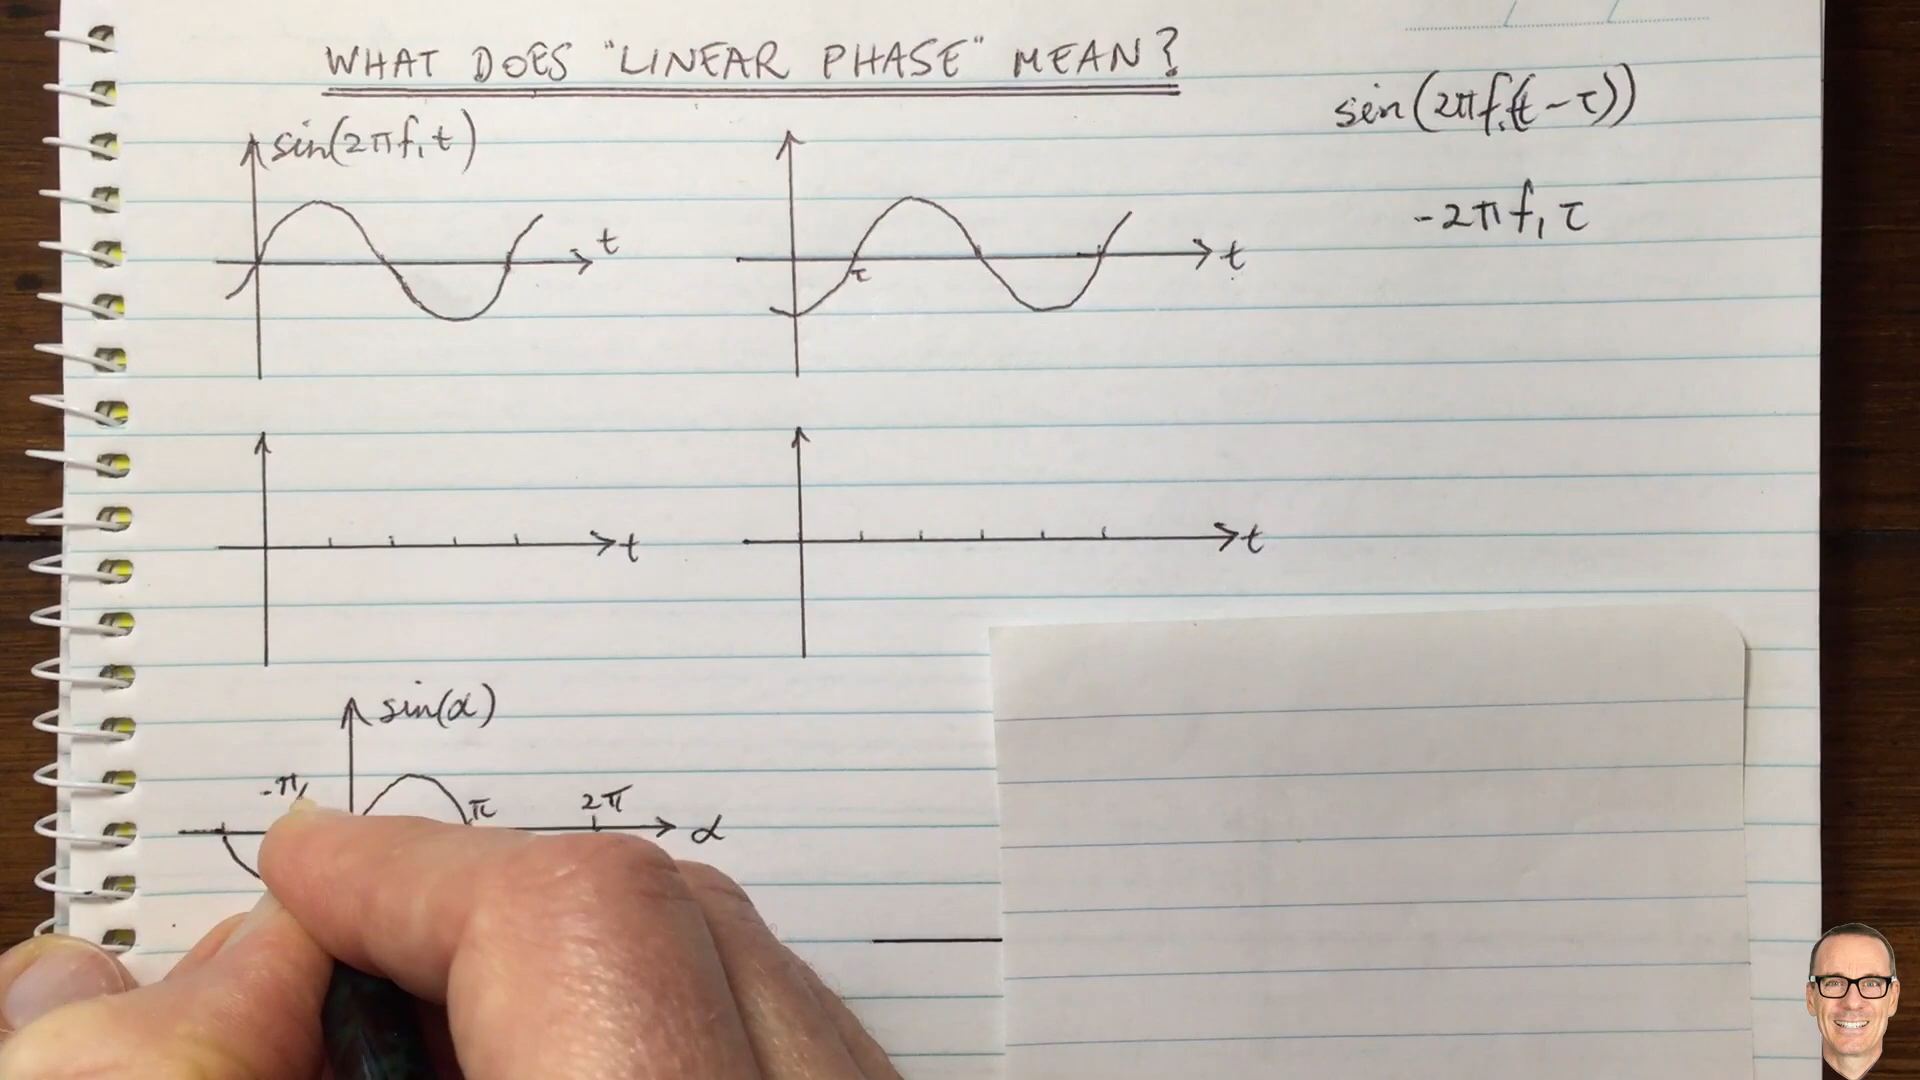 WHAT DOES "LINEAR PHASE" MEAN?
sin(2πf₁t)
t
τ
t
sin(2πf₁(t-τ))
-2πf₁τ
t
t
sin(α)
-π/
π
2π
α